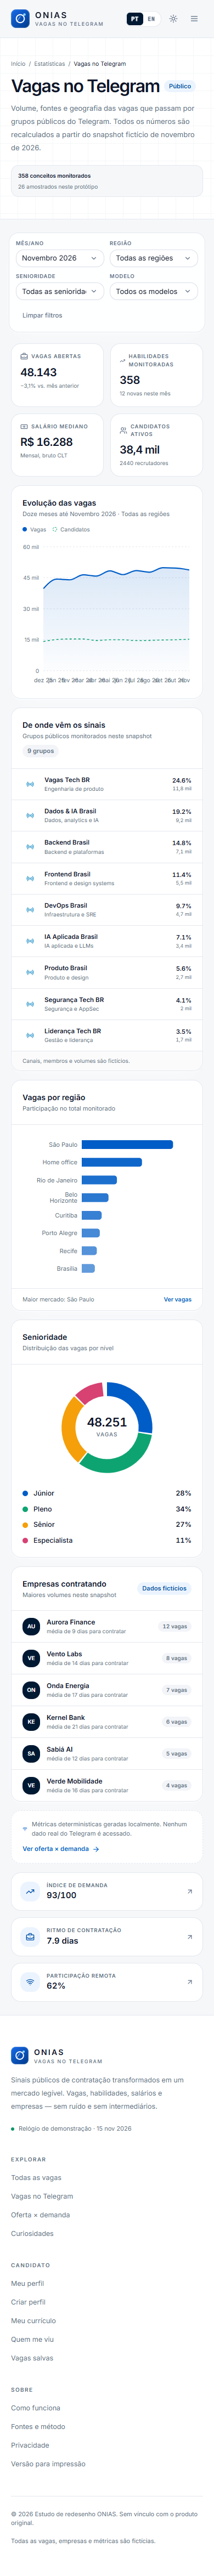 ONIAS
VAGAS NO TELEGRAM
PT EN
Início / Estatísticas / Vagas no Telegram
Vagas no Telegram Público
Volume, fontes e geografia das vagas que passam por
grupos públicos do Telegram. Todos os números são
recalculados a partir do snapshot fictício de novembro
de 2026.
358 conceitos monitorados
26 amostrados neste protótipo
MÊS/ANO
Novembro 2026
REGIÃO
Todas as regiões
SENIORIDADE
Todas as senioridad
MODELO
Todos os modelos
Limpar filtros
VAGAS ABERTAS
48.143
−3,1% vs. mês anterior
HABILIDADES
MONITORADAS
358
12 novas neste mês
SALÁRIO MEDIANO
R$ 16.288
Mensal, bruto CLT
CANDIDATOS
ATIVOS
38,4 mil
2440 recrutadores
Evolução das vagas
Doze meses até Novembro 2026 · Todas as regiões
Vagas Candidatos
60 mil
45 mil
30 mil
15 mil
0
De onde vêm os sinais
Grupos públicos monitorados neste snapshot
9 grupos
Vagas Tech BR 24.6%
Engenharia de produto 11,8 mil
Dados & IA Brasil 19.2%
Dados, analytics e IA 9,2 mil
Backend Brasil 14.8%
Backend e plataformas 7,1 mil
Frontend Brasil 11.4%
Frontend e design systems 5,5 mil
DevOps Brasil 9.7%
Infraestrutura e SRE 4,7 mil
IA Aplicada Brasil 7.1%
IA aplicada e LLMs 3,4 mil
Produto Brasil 5.6%
Produto e design 2,7 mil
Segurança Tech BR 4.1%
Segurança e AppSec 2 mil
Liderança Tech BR 3.5%
Gestão e liderança 1,7 mil
Canais, membros e volumes são fictícios.
Vagas por região
Participação no total monitorado
São Paulo
Home office
Rio de Janeiro
Belo
Horizonte
Curitiba
Porto Alegre
Recife
Brasília
Maior mercado: São Paulo Ver vagas
Senioridade
Distribuição das vagas por nível
48.251
VAGAS
Júnior 28%
Pleno 34%
Sênior 27%
Especialista 11%
Empresas contratando
Maiores volumes neste snapshot
Dados fictícios
AU Aurora Finance 12 vagas
média de 9 dias para contratar
VE Vento Labs 8 vagas
média de 14 dias para contratar
ON Onda Energia 7 vagas
média de 17 dias para contratar
KE Kernel Bank 6 vagas
média de 21 dias para contratar
SA Sabiá AI 5 vagas
média de 12 dias para contratar
VE Verde Mobilidade 4 vagas
média de 16 dias para contratar
Métricas determinísticas geradas localmente. Nenhum
dado real do Telegram é acessado.
Ver oferta × demanda →
ÍNDICE DE DEMANDA
93/100
RITMO DE CONTRATAÇÃO
7.9 dias
PARTICIPAÇÃO REMOTA
62%
ONIAS
VAGAS NO TELEGRAM
Sinais públicos de contratação transformados em um
mercado legível. Vagas, habilidades, salários e
empresas — sem ruído e sem intermediários.
Relógio de demonstração · 15 nov 2026
EXPLORAR
Todas as vagas
Vagas no Telegram
Oferta × demanda
Curiosidades
CANDIDATO
Meu perfil
Criar perfil
Meu currículo
Quem me viu
Vagas salvas
SOBRE
Como funciona
Fontes e método
Privacidade
Versão para impressão
© 2026 Estudo de redesenho ONIAS. Sem vínculo com o produto
original.
Todas as vagas, empresas e métricas são fictícias.